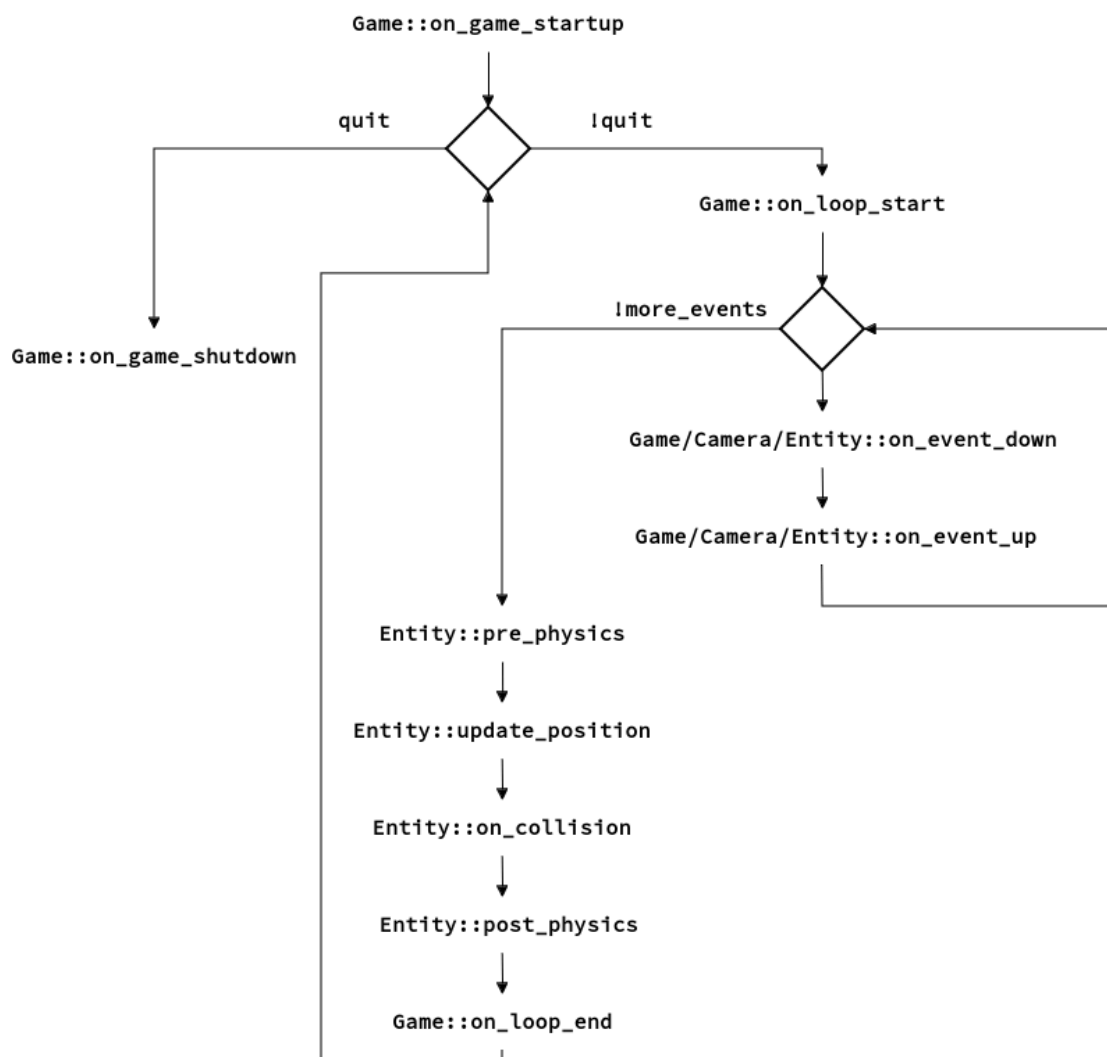 Game::on_game_startup
quit
!quit
Game::on_loop_start
!more_events
Game::on_game_shutdown
Game/Camera/Entity::on_event_down
Game/Camera/Entity::on_event_up
Entity::pre_physics
Entity::update_position
Entity::on_collision
Entity::post_physics
Game::on_loop_end